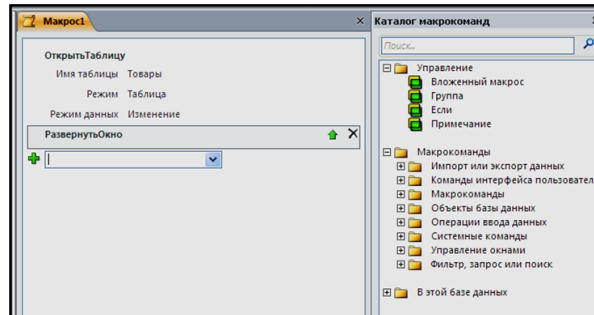 Макрос1
ОткрытьТаблицу
Имя таблицы Товары
Режим Таблица
Режим данных Изменение
РазвернутьОкно
Каталог макрокоманд
Поиск...
Управление
Вложенный макрос
Группа
Если
Примечание
Макрокоманды
Импорт или экспорт данных
Команды интерфейса пользовател
Макрокоманды
Объекты базы данных
Операции ввода данных
Системные команды
Управление окнами
Фильтр, запрос или поиск
В этой базе данных